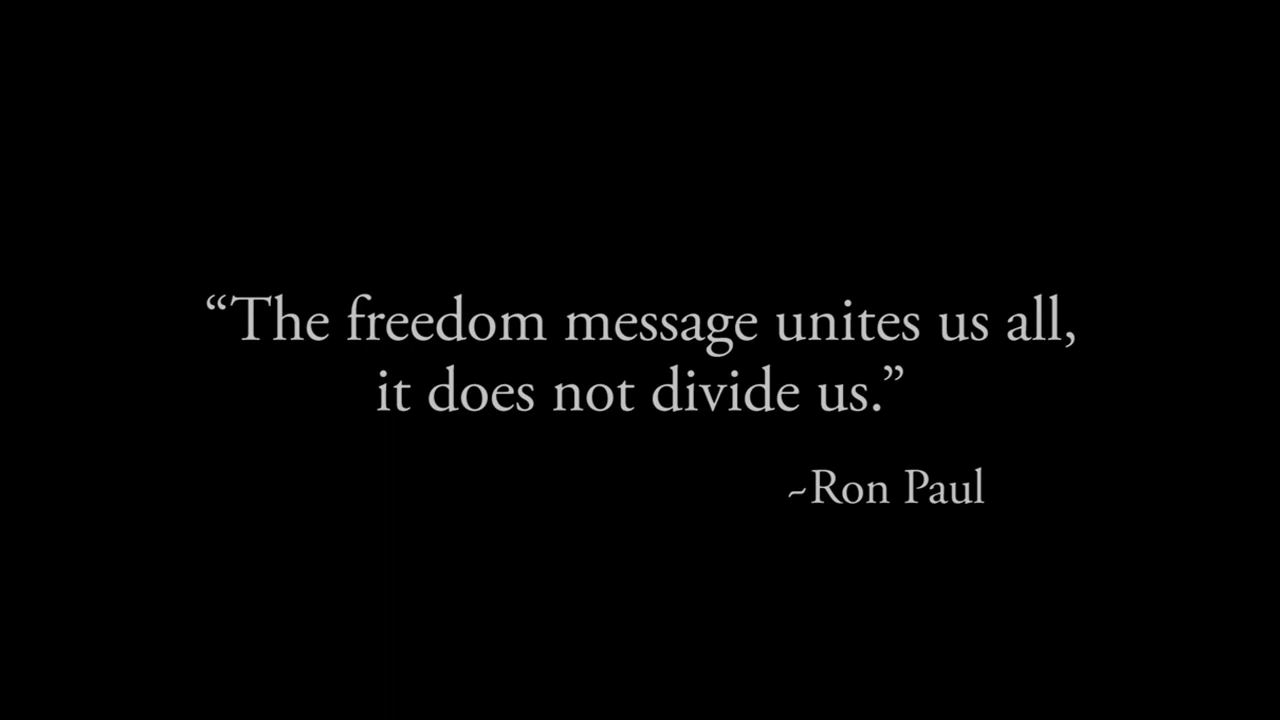 “The freedom message unites us all,
it does not divide us.”
~Ron Paul